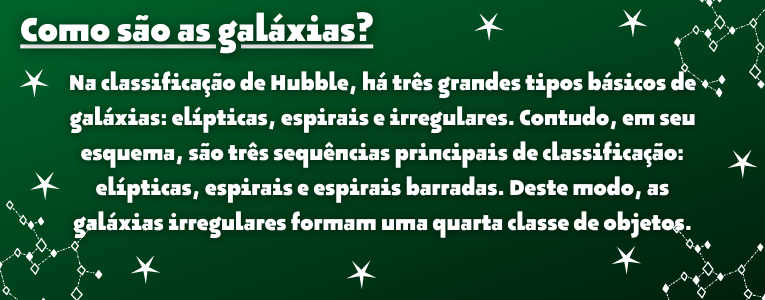 Como são as galáxias?
Na classificação de Hubble, há três grandes tipos básicos de
galáxias: elípticas, espirais e irregulares. Contudo, em seu
esquema, são três sequências principais de classificação:
elípticas, espirais e espirais barradas. Deste modo, as
galáxias irregulares formam uma quarta classe de objetos.